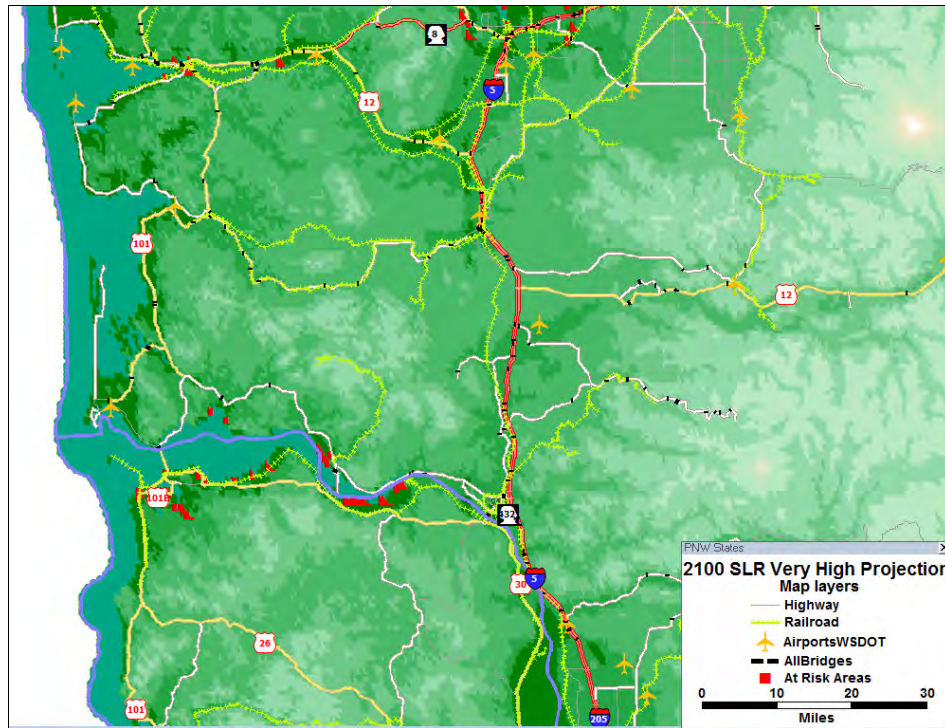 8
5
12
101
12
101B
432
30
5
26
101
205
PNW States
2100 SLR Very High Projection
Map layers
Highway
Railroad
AirportsWSDOT
AllBridges
At Risk Areas
0 10 20 30
Miles